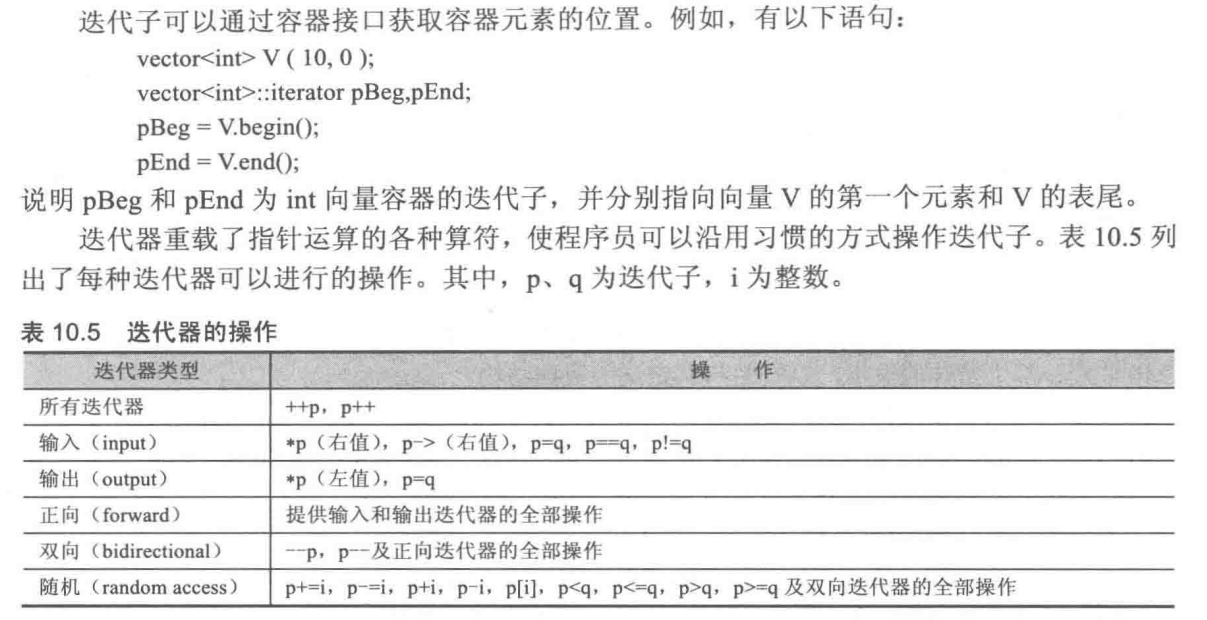 迭代子可以通过容器接口获取容器元素的位置。例如，有以下语句：
vector<int> V ( 10, 0 );
vector<int>::iterator pBeg,pEnd;
pBeg = V.begin();
pEnd = V.end();
说明 pBeg 和 pEnd 为 int 向量容器的迭代子，并分别指向向量 V 的第一个元素和 V 的表尾。
迭代器重载了指针运算的各种算符，使程序员可以沿用习惯的方式操作迭代子。表 10.5 列
出了每种迭代器可以进行的操作。其中，p、q 为迭代子，i 为整数。
表 10.5 迭代器的操作
迭代器类型 操 作
所有迭代器 ++p，p++
输入（input） *p（右值），p->（右值），p=q，p==q，p!=q
输出（output） *p（左值），p=q
正向（forward） 提供输入和输出迭代器的全部操作
双向（bidirectional） --p，p--及正向迭代器的全部操作
随机（random access） p+=i，p-=i，p+i，p-i，p[i]，p<q，p<=q，p>q，p>=q 及双向迭代器的全部操作